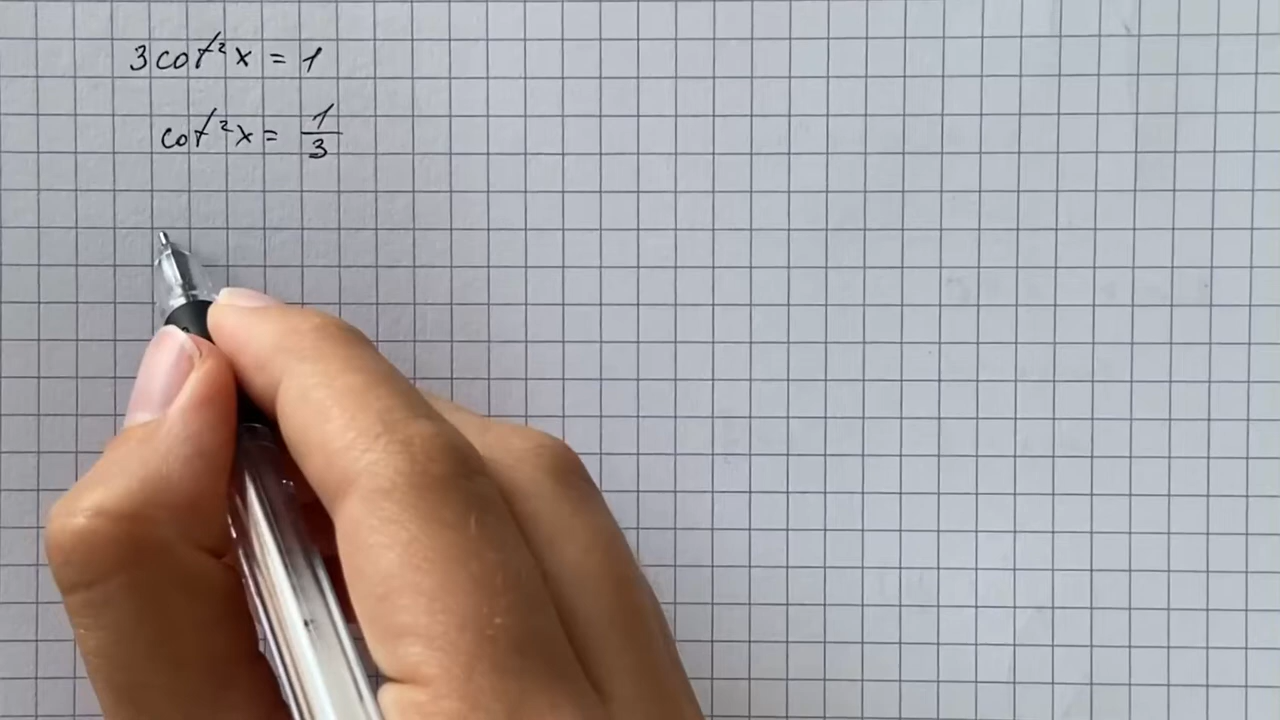 3cot²x = 1
cot²x = 1/3